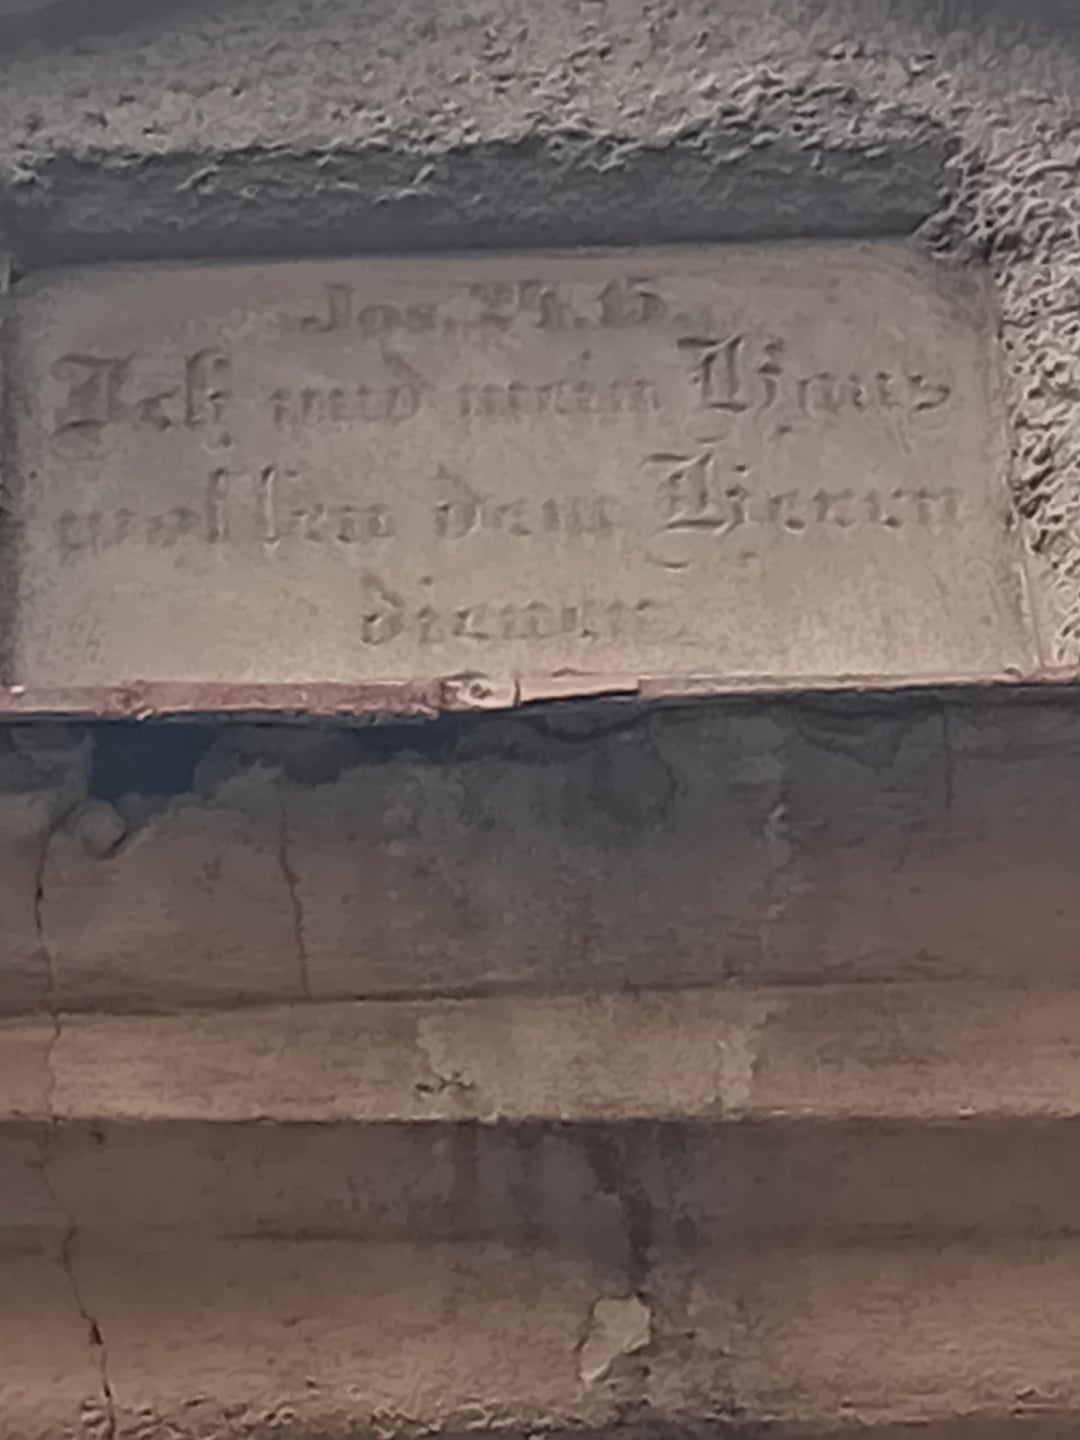 Jos. 24. 15.
Ich und mein Haus
wollen dem Herrn
dienen.